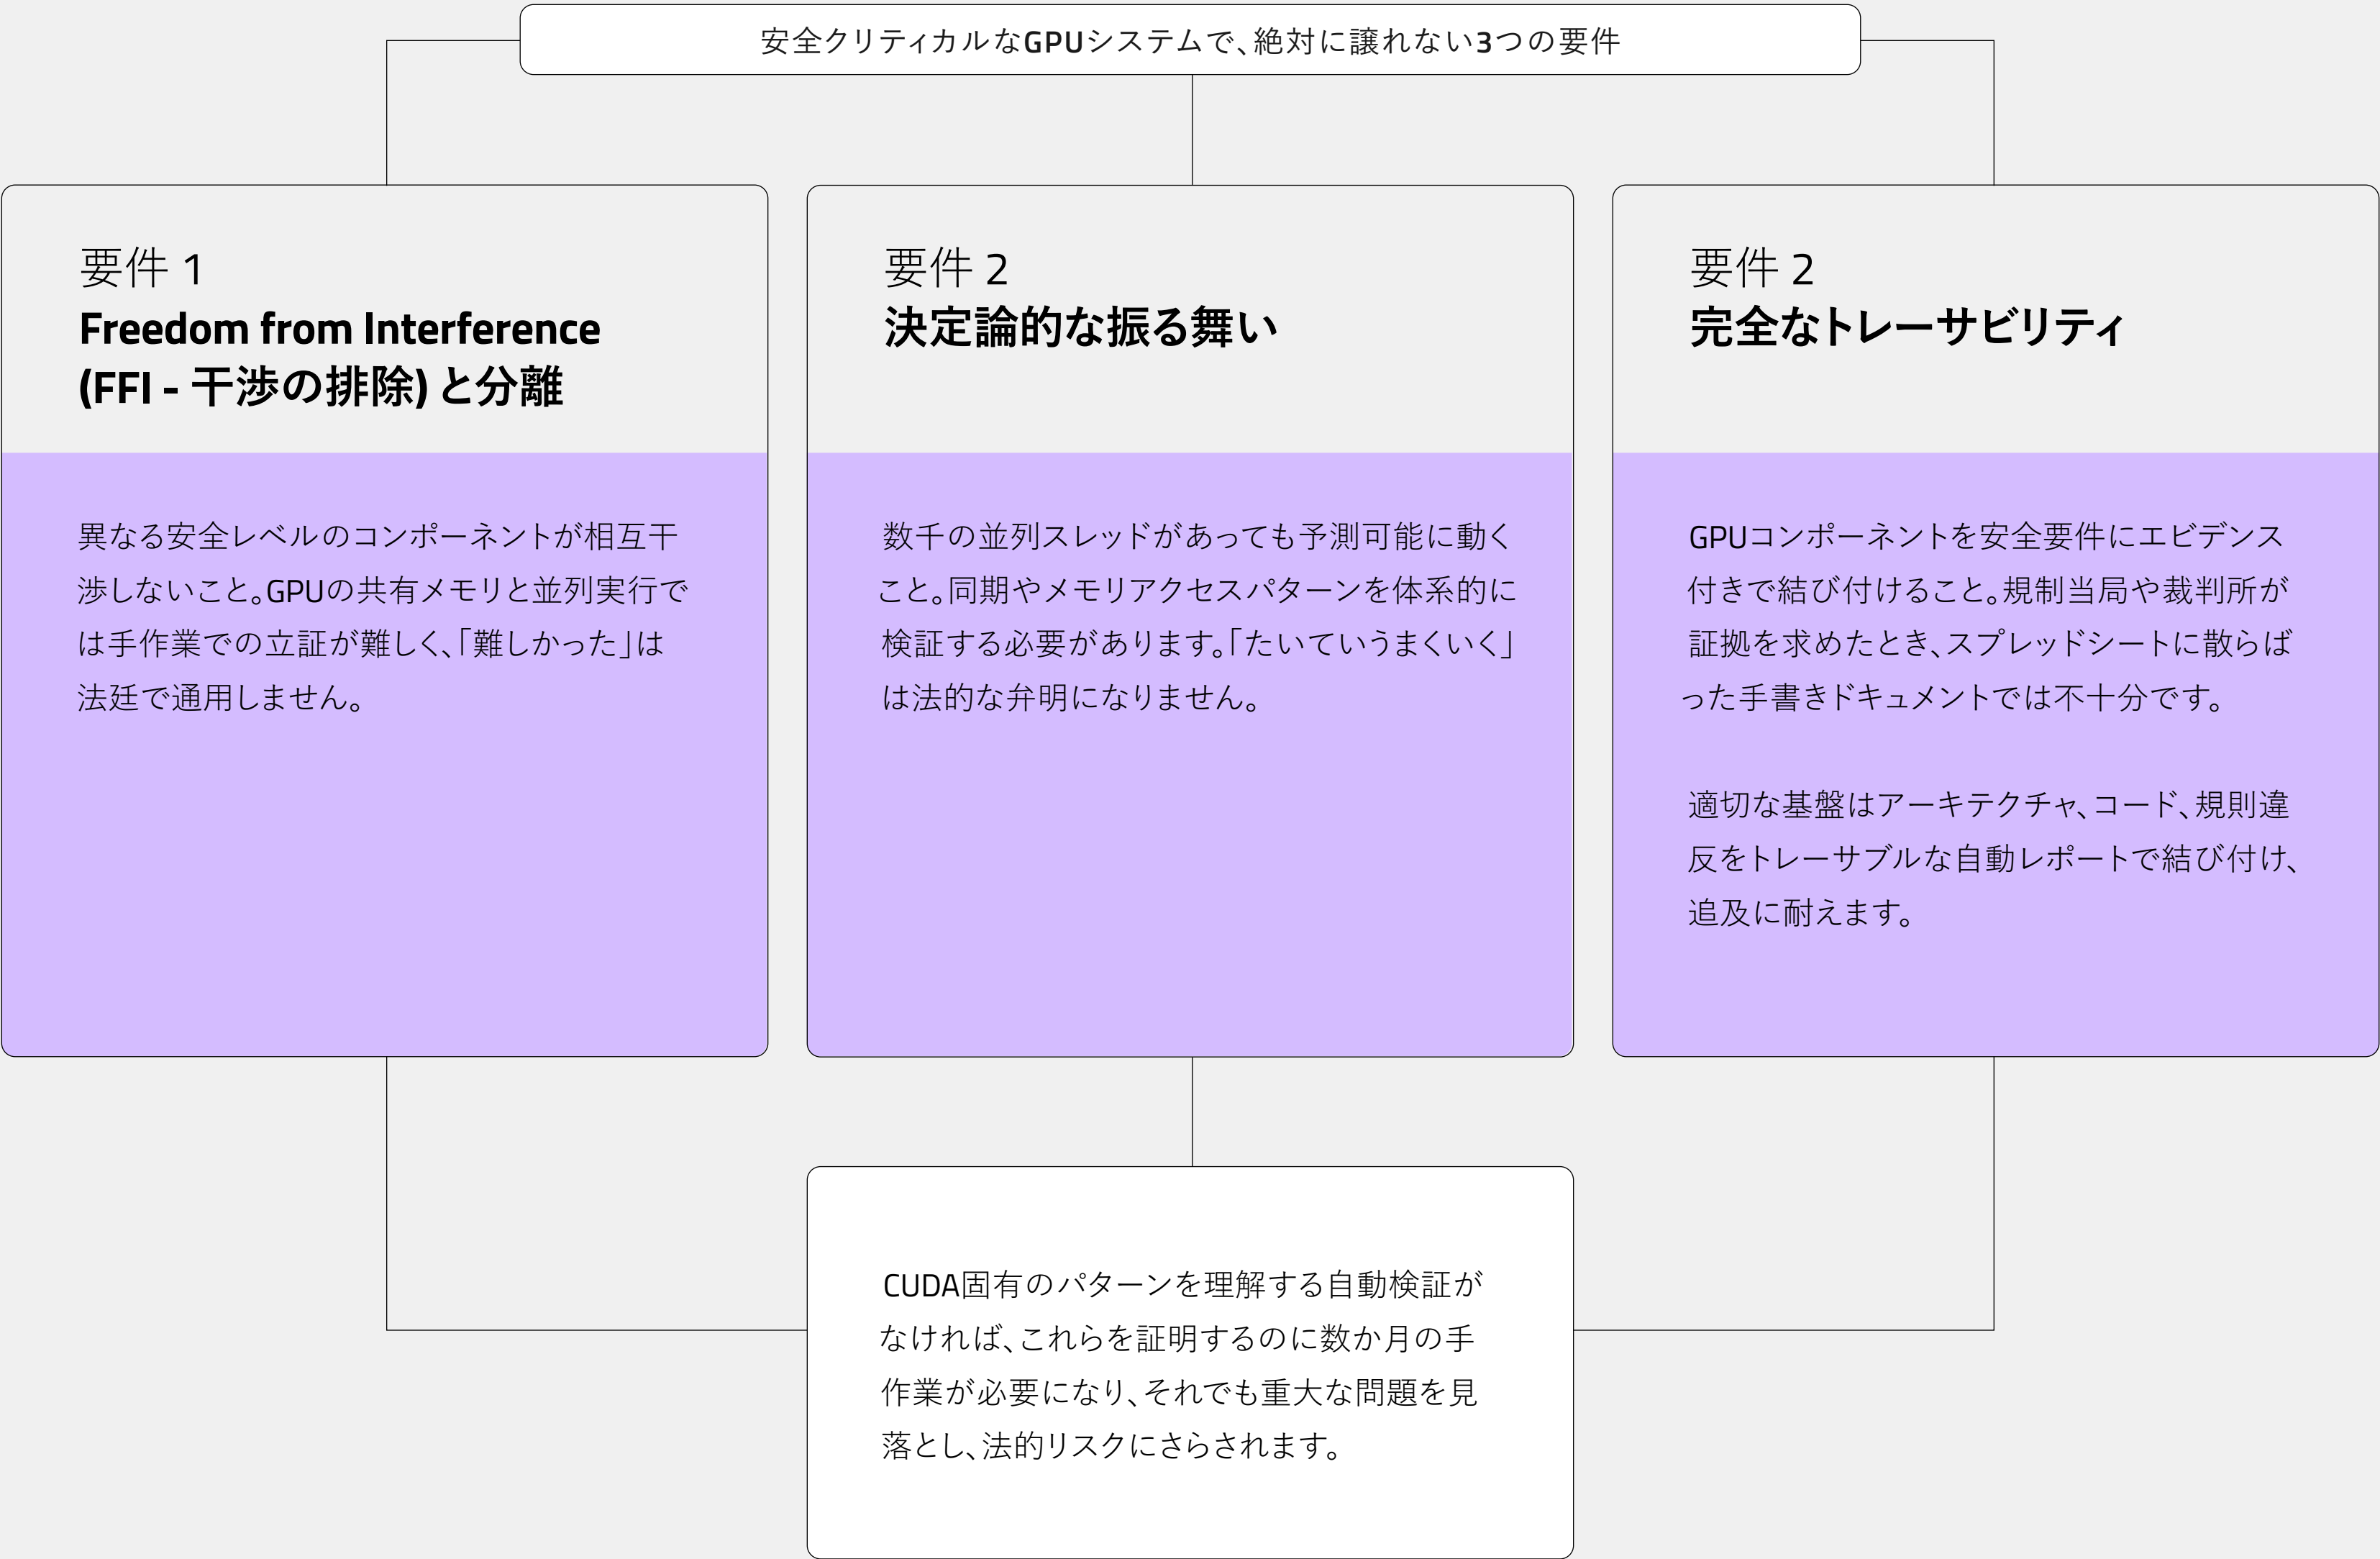 安全クリティカルなGPUシステムで、絶対に譲れない3つの要件
要件 1
Freedom from Interference
(FFI - 干渉の排除) と分離
異なる安全レベルのコンポーネントが相互干
渉しないこと。GPUの共有メモリと並列実行で
は手作業での立証が難しく、「難しかった」は
法廷で通用しません。
要件 2
決定論的な振る舞い
数千の並列スレッドがあっても予測可能に動く
こと。同期やメモリアクセスパターンを体系的に
検証する必要があります。「たいていうまくいく」
は法的な弁明になりません。
要件 2
完全なトレーサビリティ
GPUコンポーネントを安全要件にエビデンス
付きで結び付けること。規制当局や裁判所が
証拠を求めたとき、スプレッドシートに散らば
った手書きドキュメントでは不十分です。
適切な基盤はアーキテクチャ、コード、規則違
反をトレーサブルな自動レポートで結び付け、
追及に耐えます。
CUDA固有のパターンを理解する自動検証が
なければ、これらを証明するのに数か月の手
作業が必要になり、それでも重大な問題を見
落とし、法的リスクにさらされます。